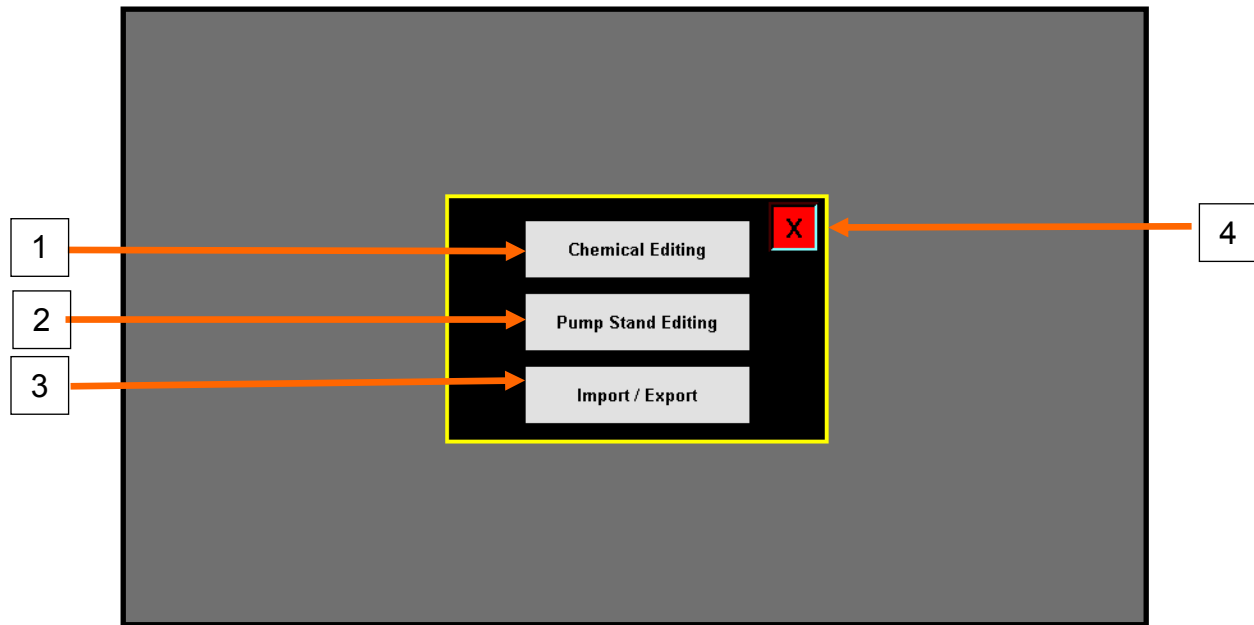 X
1
Chemical Editing
4
2
Pump Stand Editing
3
Import / Export